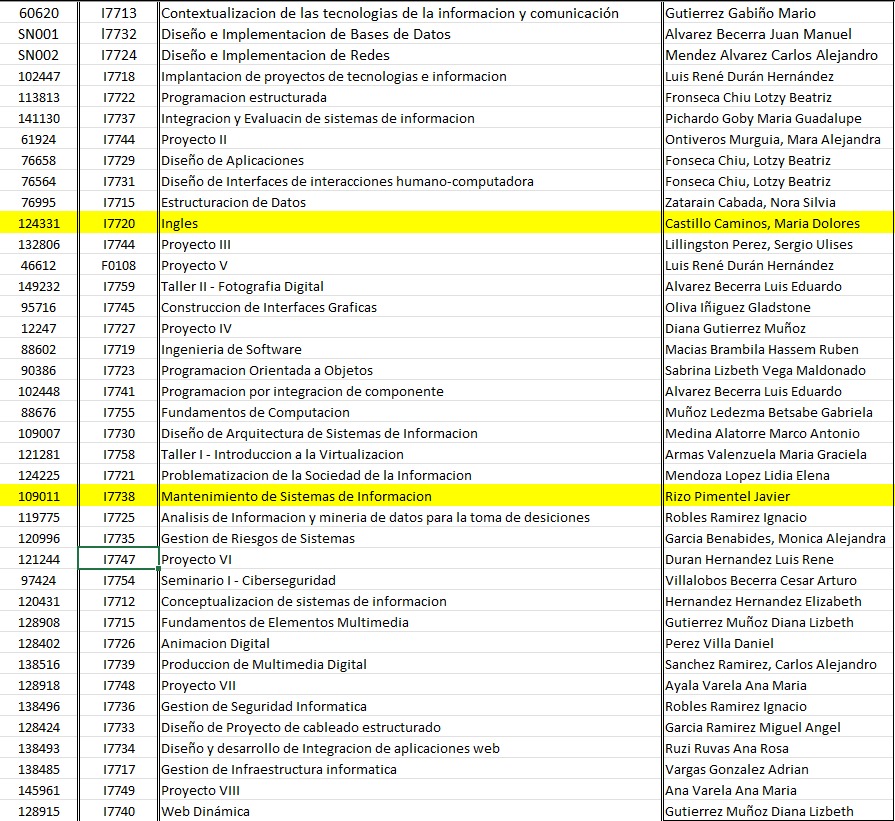 60620 I7713 Contextualizacion de las tecnologias de la informacion y comunicación Gutierrez Gabiño Mario
SN001 I7732 Diseño e Implementacion de Bases de Datos Alvarez Becerra Juan Manuel
SN002 I7724 Diseño e Implementacion de Redes Mendez Alvarez Carlos Alejandro
102447 I7718 Implantacion de proyectos de tecnologias e informacion Luis René Durán Hernández
113813 I7722 Programacion estructurada Fronseca Chiu Lotzy Beatriz
141130 I7737 Integracion y Evaluacin de sistemas de informacion Pichardo Goby Maria Guadalupe
61924 I7744 Proyecto II Ontiveros Murguia, Mara Alejandra
76658 I7729 Diseño de Aplicaciones Fonseca Chiu, Lotzy Beatriz
76564 I7731 Diseño de Interfaces de interacciones humano-computadora Fonseca Chiu, Lotzy Beatriz
76995 I7715 Estructuracion de Datos Zatarain Cabada, Nora Silvia
124331 I7720 Ingles Castillo Caminos, Maria Dolores
132806 I7744 Proyecto III Lillingston Perez, Sergio Ulises
46612 F0108 Proyecto V Luis René Durán Hernández
149232 I7759 Taller II - Fotografia Digital Alvarez Becerra Luis Eduardo
95716 I7745 Construccion de Interfaces Graficas Oliva Iñiguez Gladstone
12247 I7727 Proyecto IV Diana Gutierrez Muñoz
88602 I7719 Ingenieria de Software Macias Brambila Hassem Ruben
90386 I7723 Programacion Orientada a Objetos Sabrina Lizbeth Vega Maldonado
102448 I7741 Programacion por integracion de componente Alvarez Becerra Luis Eduardo
88676 I7755 Fundamentos de Computacion Muñoz Ledezma Betsabe Gabriela
109007 I7730 Diseño de Arquitectura de Sistemas de Informacion Medina Alatorre Marco Antonio
121281 I7758 Taller I - Introduccion a la Virtualizacion Armas Valenzuela Maria Graciela
124225 I7721 Problematizacion de la Sociedad de la Informacion Mendoza Lopez Lidia Elena
109011 I7738 Mantenimiento de Sistemas de Informacion Rizo Pimentel Javier
119775 I7725 Analisis de Informacion y mineria de datos para la toma de desiciones Robles Ramirez Ignacio
120996 I7735 Gestion de Riesgos de Sistemas Garcia Benabides, Monica Alejandra
121244 I7747 Proyecto VI Duran Hernandez Luis Rene
97424 I7754 Seminario I - Ciberseguridad Villalobos Becerra Cesar Arturo
120431 I7712 Conceptualizacion de sistemas de informacion Hernandez Hernandez Elizabeth
128908 I7715 Fundamentos de Elementos Multimedia Gutierrez Muñoz Diana Lizbeth
128402 I7726 Animacion Digital Perez Villa Daniel
138516 I7739 Produccion de Multimedia Digital Sanchez Ramirez, Carlos Alejandro
128918 I7748 Proyecto VII Ayala Varela Ana Maria
138496 I7736 Gestion de Seguridad Informatica Robles Ramirez Ignacio
128424 I7733 Diseño de Proyecto de cableado estructurado Garcia Ramirez Miguel Angel
138493 I7734 Diseño y desarrollo de Integracion de aplicaciones web Ruzi Ruvas Ana Rosa
138485 I7717 Gestion de Infraestructura informatica Vargas Gonzalez Adrian
145961 I7749 Proyecto VIII Ana Varela Ana Maria
128915 I7740 Web Dinámica Gutierrez Muñoz Diana Lizbeth